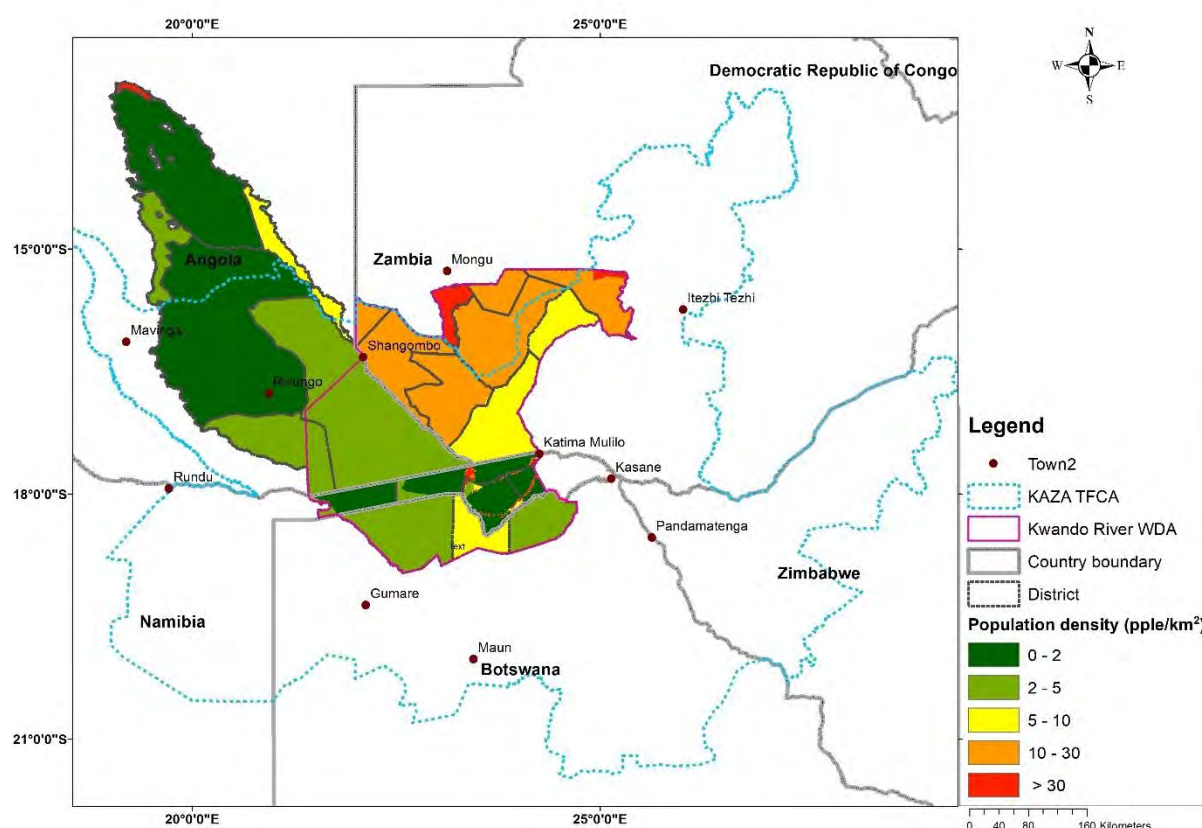 20°0'0"E
25°0'0"E
N
W
E
S
Democratic Republic of Congo
15°0'0"S
Angola
Zambia
Mongu
Itezhi Tezhi
Mavinga
Shangombo
Rivungo
Rundu
Katima Mulilo
Kasane
18°0'0"S
Pandamatenga
text
Zimbabwe
Gumare
Namibia
Maun
Botswana
21°0'0"S
20°0'0"E
25°0'0"E
Legend
Town2
KAZA TFCA
Kwando River WDA
Country boundary
District
Population density (pple/km²)
0 - 2
2 - 5
5 - 10
10 - 30
> 30
0 40 80 160 Kilometers